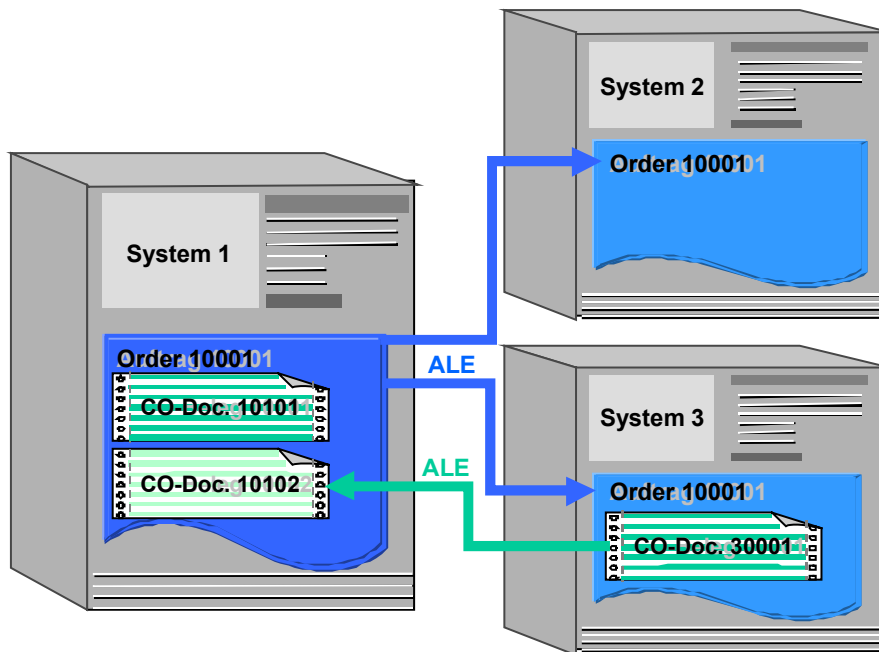 System 1
Order 10001
CO-Doc. 10101
CO-Doc. 10102
ALE
ALE
System 2
Order 10001
System 3
Order 10001
CO-Doc. 30001